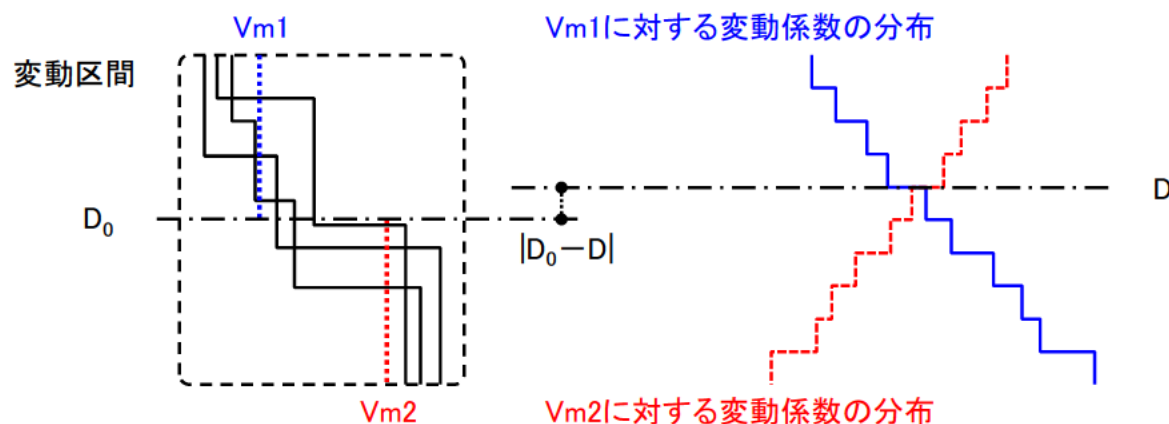 Vm1
Vm1に対する変動係数の分布
変動区間
D
D₀
|D₀－D|
Vm2
Vm2に対する変動係数の分布